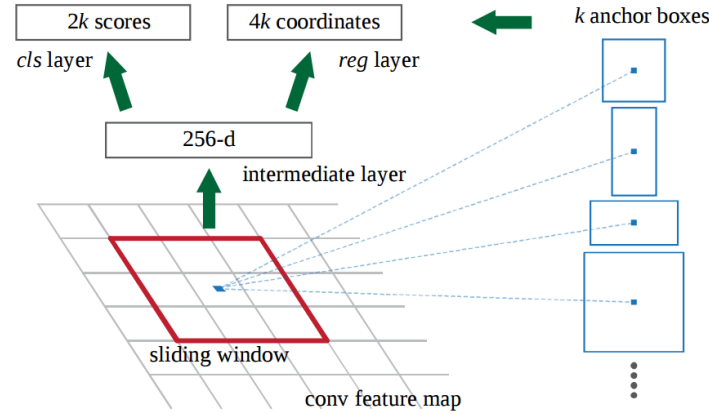 2k scores
4k coordinates
k anchor boxes
cls layer
reg layer
256-d
intermediate layer
sliding window
conv feature map